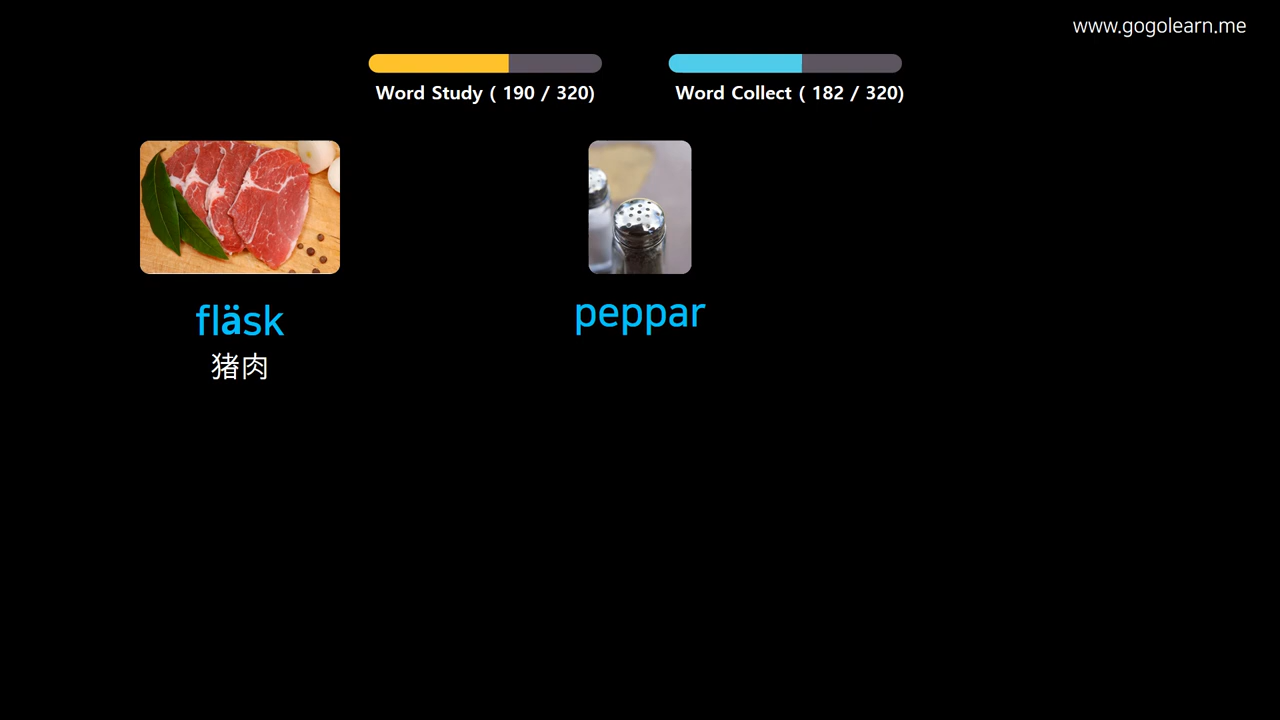 www.gogolearn.me
Word Study ( 190 / 320)
Word Collect ( 182 / 320)
fläsk
peppar
猪肉